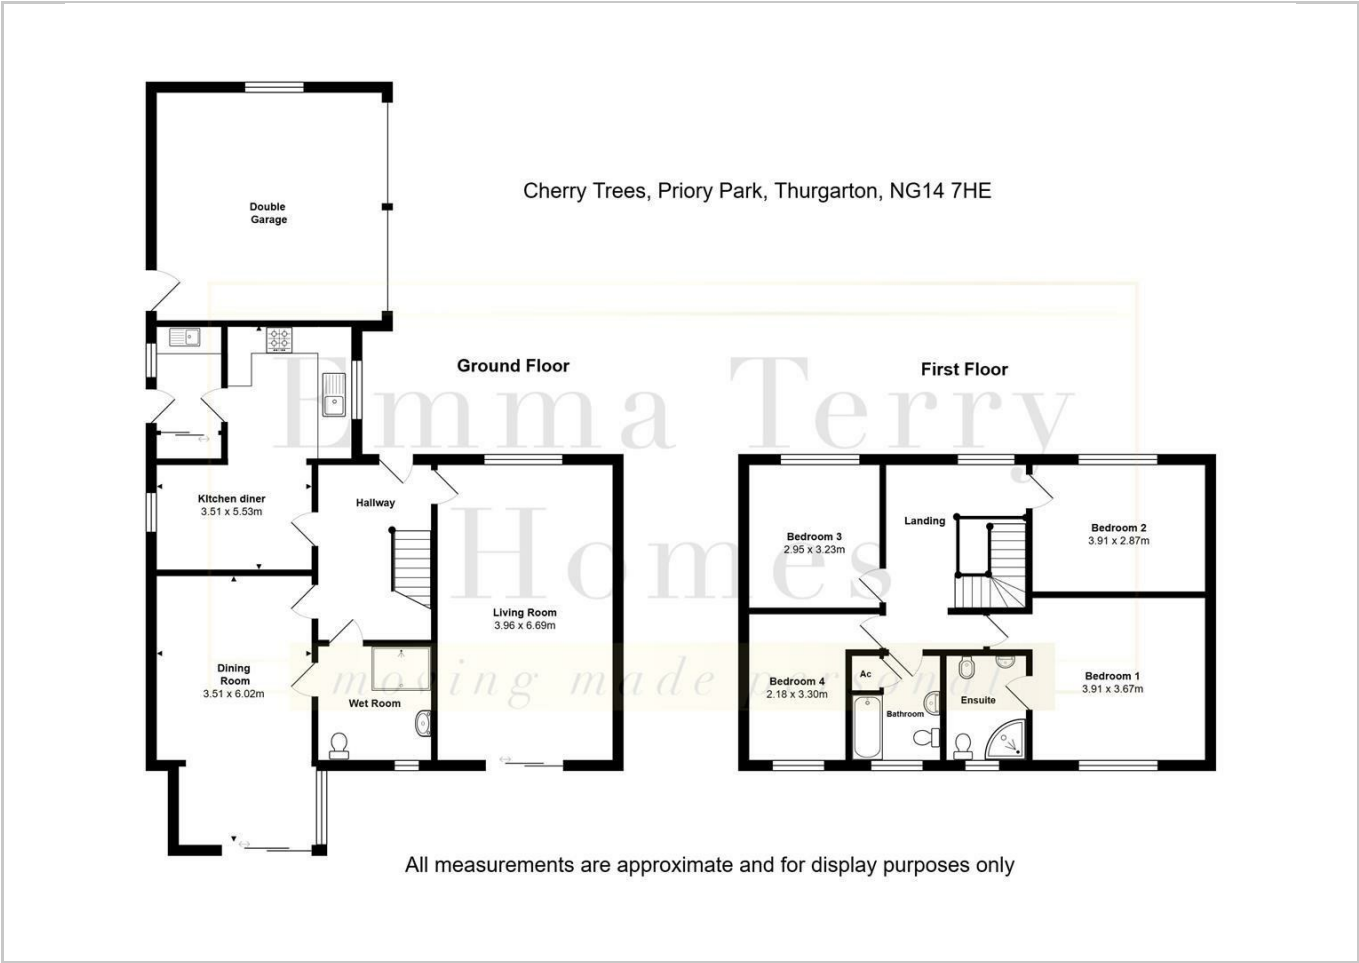 Cherry Trees, Priory Park, Thurgarton, NG14 7HE
Double
Garage
Ground Floor
First Floor
Emma Terry
Homes
moving made personal
KItchen diner
3.51 x 5.53m
Hallway
Living Room
3.96 x 6.69m
Dining
Room
3.51 x 6.02m
Wet Room
Bedroom 3
2.95 x 3.23m
Landing
Bedroom 2
3.91 x 2.87m
Bedroom 4
2.18 x 3.30m
Ac
Bathroom
Ensuite
Bedroom 1
3.91 x 3.67m
All measurements are approximate and for display purposes only